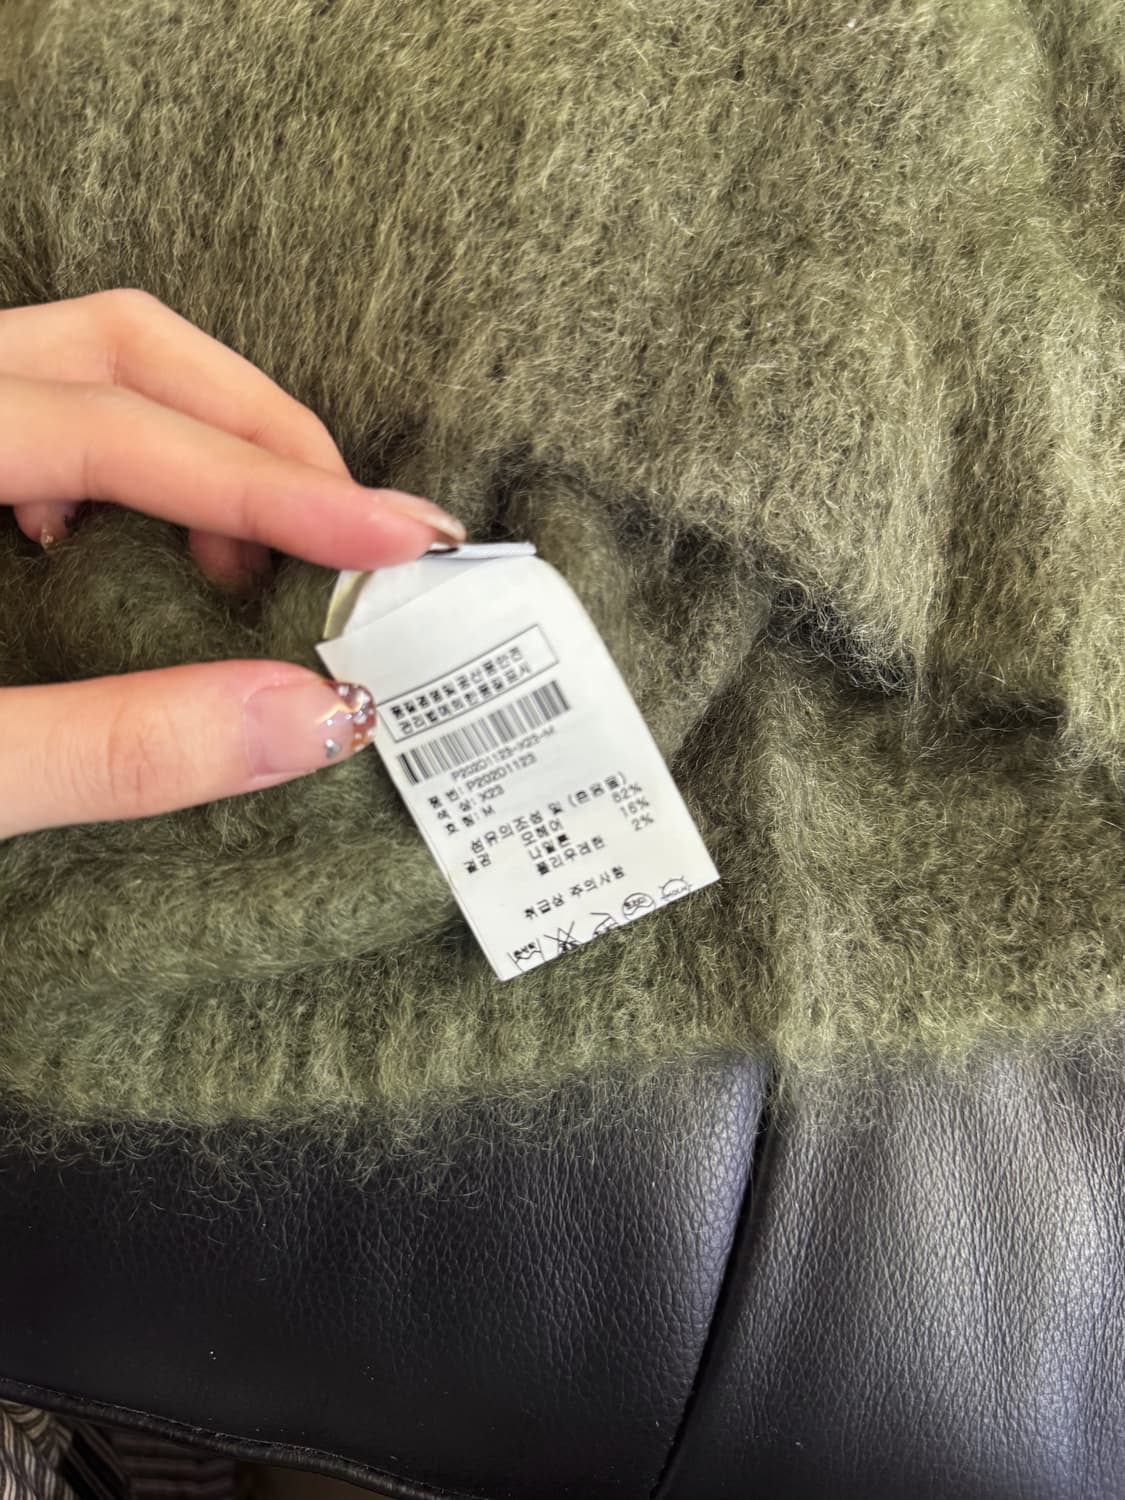 품질경영및공산품안전
관리법에의한품질표시
P202D1123-X23-M
품 번: P202D1123
색 상: X23
호 칭: M
섬유의조성 및 (혼용율)
겉감 모헤어 82%
나일론 16%
폴리우레탄 2%
취급상 주의사항